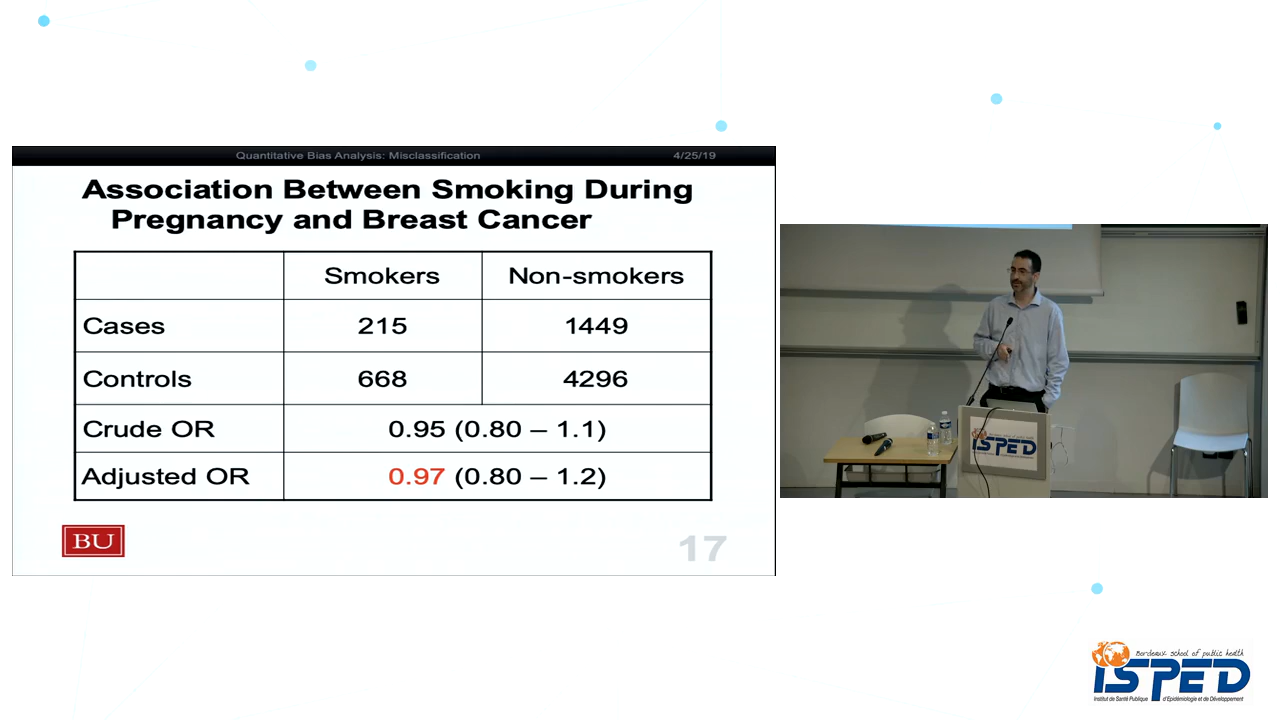 Quantitative Bias Analysis: Misclassification 4/25/19
Association Between Smoking During
Pregnancy and Breast Cancer
Smokers Non-smokers
Cases 215 1449
Controls 668 4296
Crude OR 0.95 (0.80 – 1.1)
Adjusted OR 0.97 (0.80 – 1.2)
BU
17
ISPED
Bordeaux school of public health
ISPED
Institut de Santé Publique d'Epidémiologie et de Développement